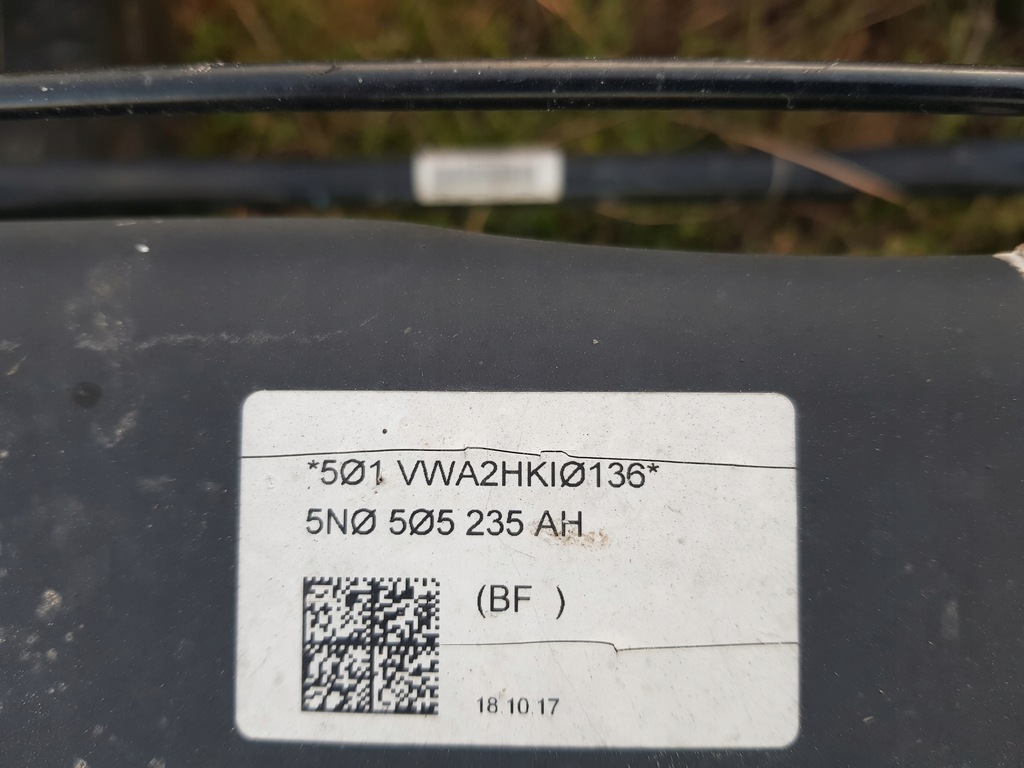 *5Ø1 VWA2HKIØ136*
5NØ 5Ø5 235 AH
(BF )
18.10.17